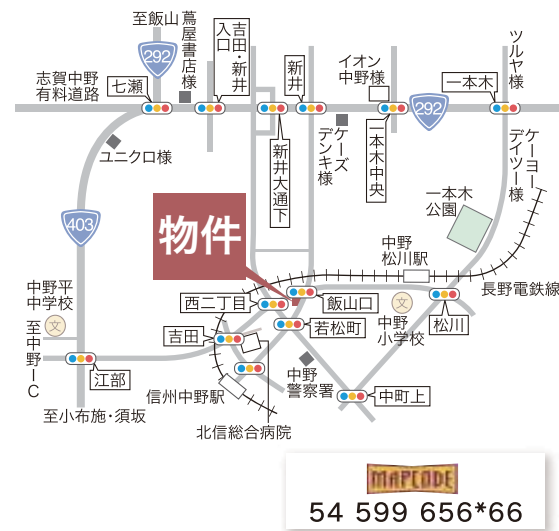 至飯山
蔦屋書店様
吉田・新井
入口
新井
イオン
中野様
ツルヤ様
292
志賀中野
有料道路
七瀬
一本木
292
ユニクロ様
新井大通下
ケーズ
デンキ様
一本木中央
ケーヨー
デイツー様
一本木
公園
403
物件
中野
松川駅
長野電鉄線
中野平
中学校
文
西二丁目
飯山口
文
松川
吉田
若松町
中野
小学校
至中野IC
江部
信州中野駅
中野
警察署
中町上
至小布施・須坂
北信総合病院
MAPCODE
54 599 656*66